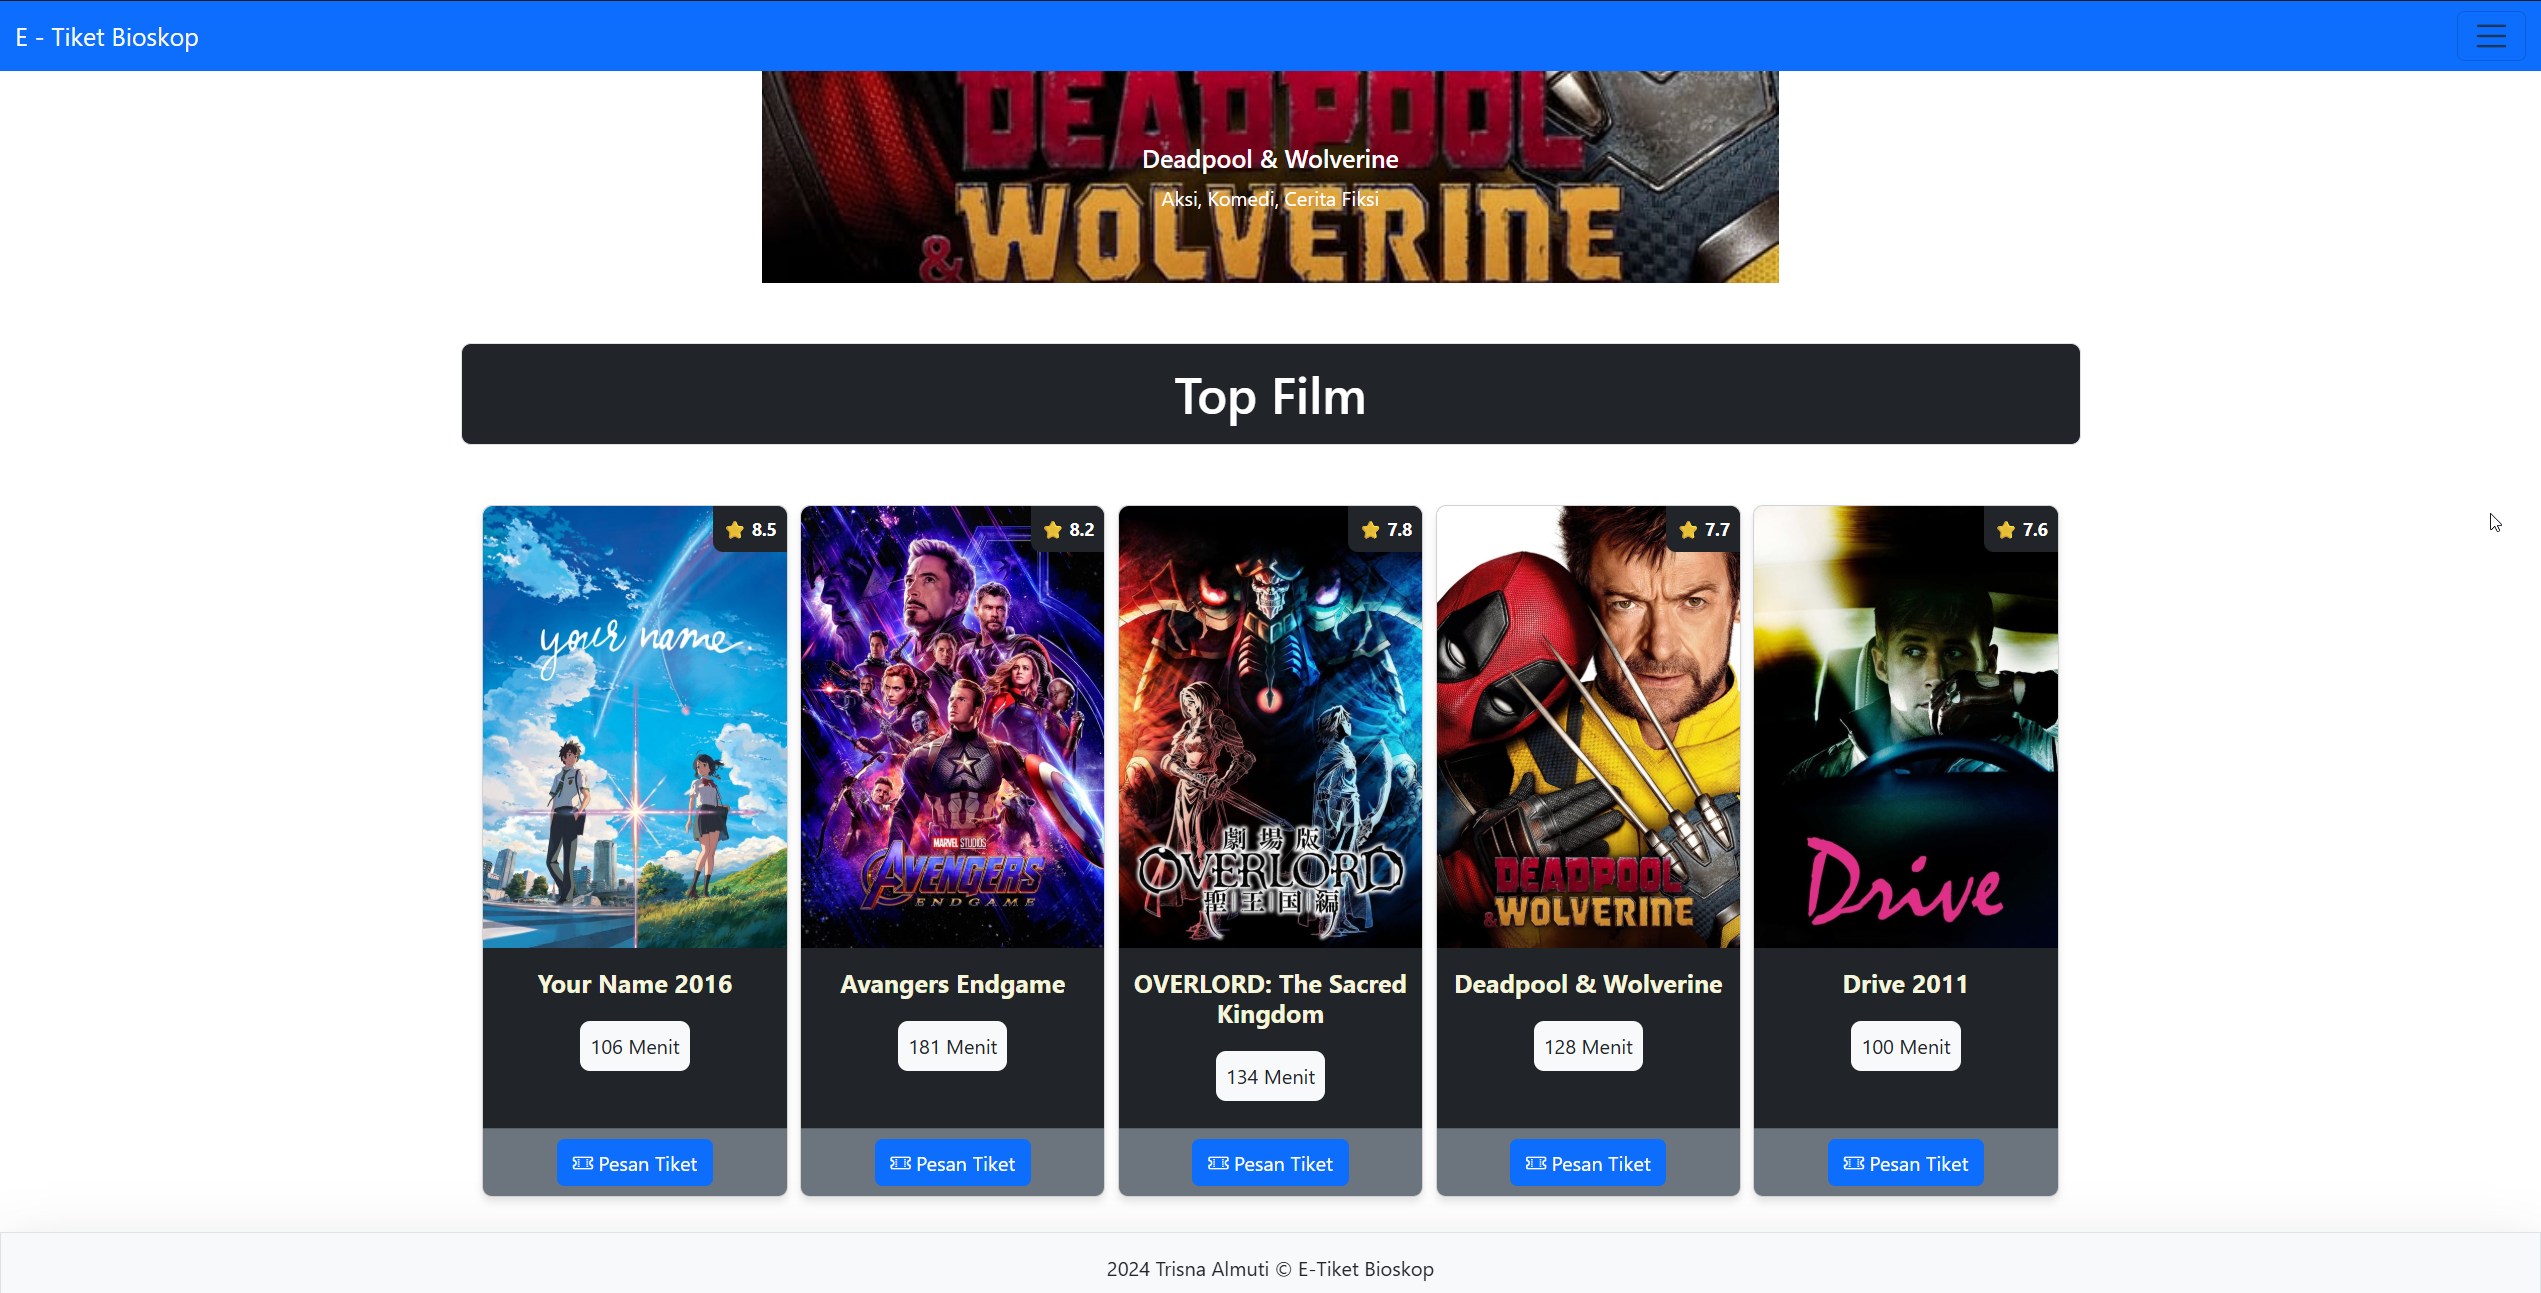 E - Tiket Bioskop
DEADPOOL
Deadpool & Wolverine
Aksi, Komedi, Cerita Fiksi
& WOLVERINE
Top Film
8.5
your name.
Your Name 2016
106 Menit
Pesan Tiket
8.2
MARVEL STUDIOS
AVENGERS
ENDGAME
Avangers Endgame
181 Menit
Pesan Tiket
7.8
劇場版
OVERLORD
聖王国編
OVERLORD: The Sacred
Kingdom
134 Menit
Pesan Tiket
7.7
DEADPOOL
& WOLVERINE
Deadpool & Wolverine
128 Menit
Pesan Tiket
7.6
Drive
Drive 2011
100 Menit
Pesan Tiket
2024 Trisna Almuti © E-Tiket Bioskop